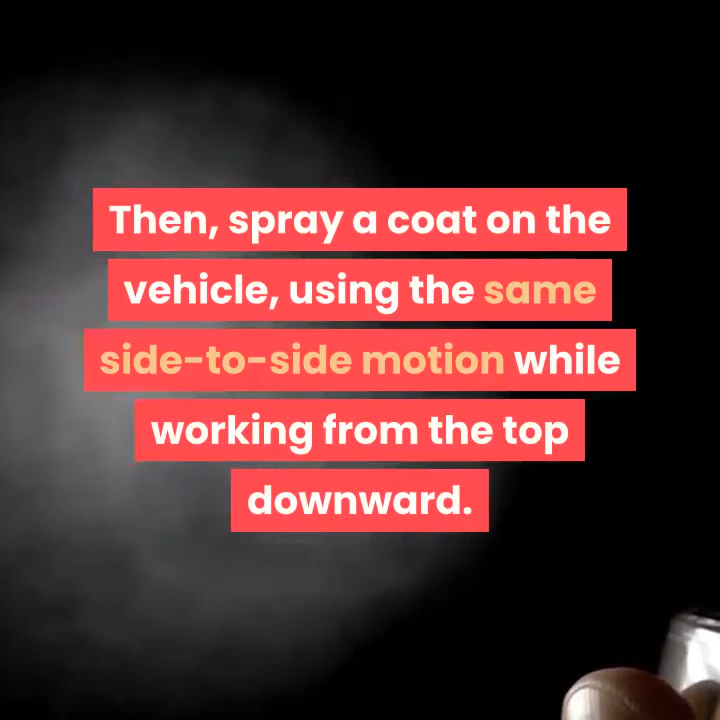 Then, spray a coat on the
vehicle, using the same
side-to-side motion while
working from the top
downward.